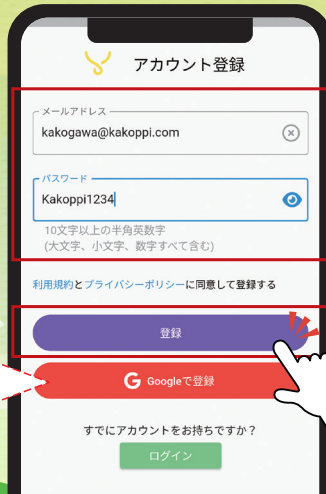 アカウント登録
メールアドレス
kakogawa@kakoppi.com
パスワード
Kakoppi1234
10文字以上の半角英数字
(大文字、小文字、数字すべて含む)
利用規約とプライバシーポリシーに同意して登録する
登録
Googleで登録
すでにアカウントをお持ちですか？
ログイン